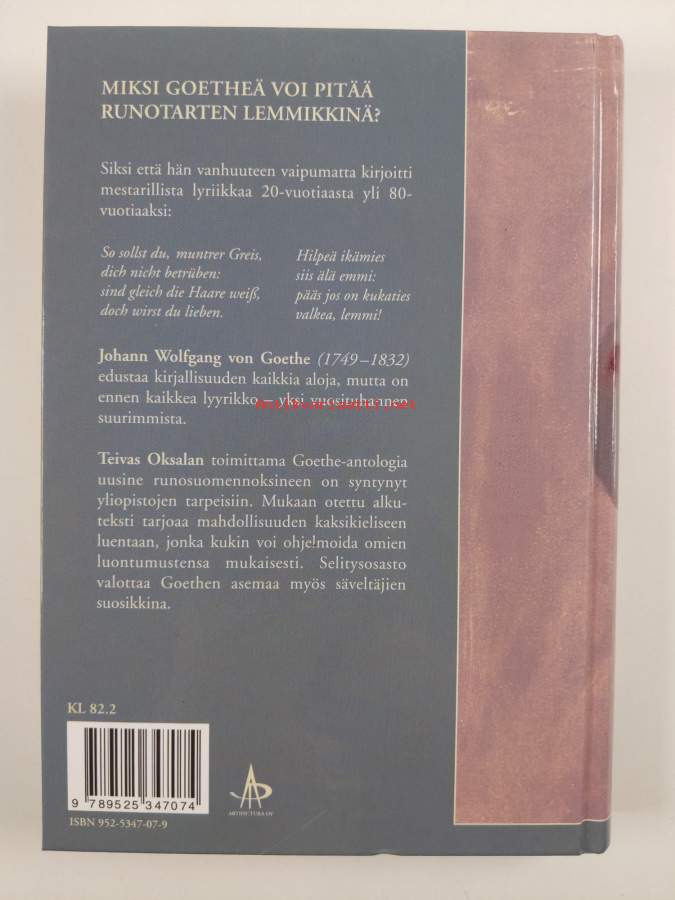 MIKSI GOETHEÄ VOI PITÄÄ
RUNOTARTEN LEMMIKKINÄ?
Siksi että hän vanhuuteen vaipumatta kirjoitti
mestarillista lyriikkaa 20-vuotiaasta yli 80-
vuotiaaksi:
So sollst du, muntrer Greis,
dich nicht betrüben:
sind gleich die Haare weiß,
doch wirst du lieben.
Hilpeä ikämies
siis älä emmi:
pääs jos on kukaties
valkea, lemmi!
Johann Wolfgang von Goethe (1749–1832)
edustaa kirjallisuuden kaikkia aloja, mutta on
ennen kaikkea lyyrikko – yksi vuosituhannen
suurimmista.
Teivas Oksalan toimittama Goethe-antologia
uusine runosuomennoksineen on syntynyt
yliopistojen tarpeisiin. Mukaan otettu alku-
teksti tarjoaa mahdollisuuden kaksikieliseen
luentaan, jonka kukin voi ohje!moida omien
luontumustensa mukaisesti. Selitysosasto
valottaa Goethen asemaa myös säveltäjien
suosikkina.
KL 82.2
9 789525 347074
ISBN 952-5347-07-9
ARTIPICTURA OY